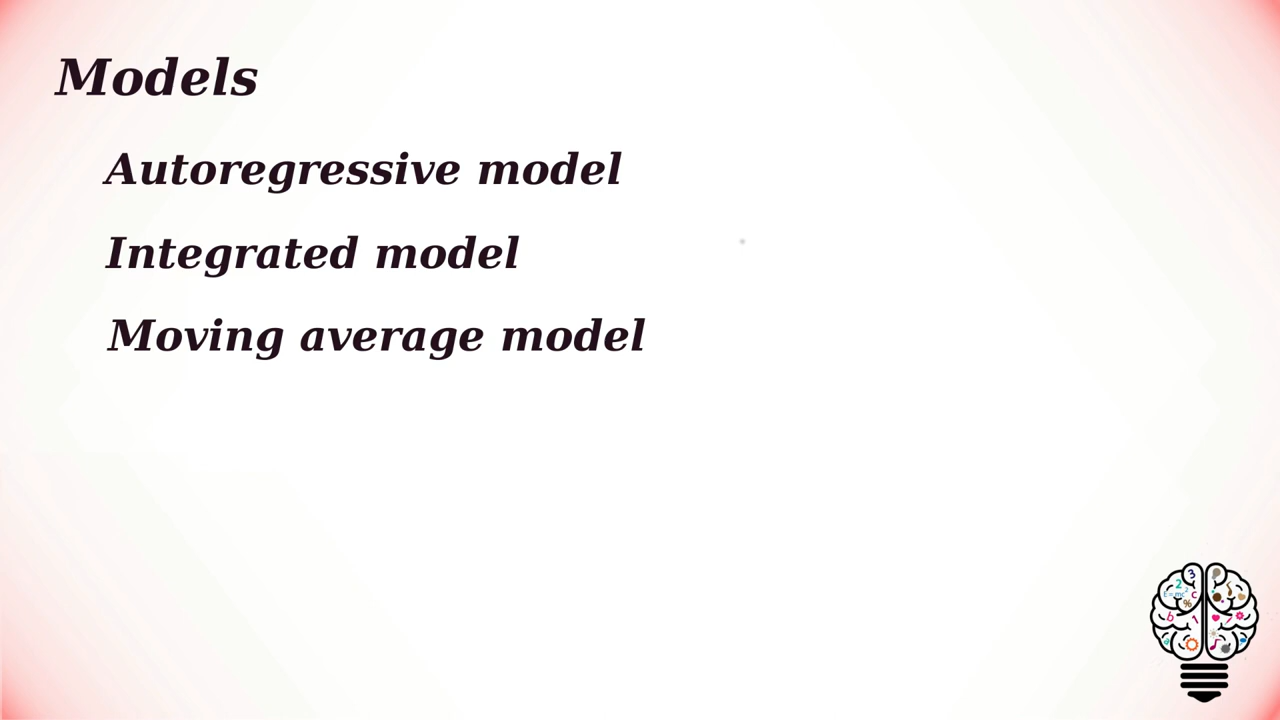 Models
Autoregressive model
Integrated model
Moving average model